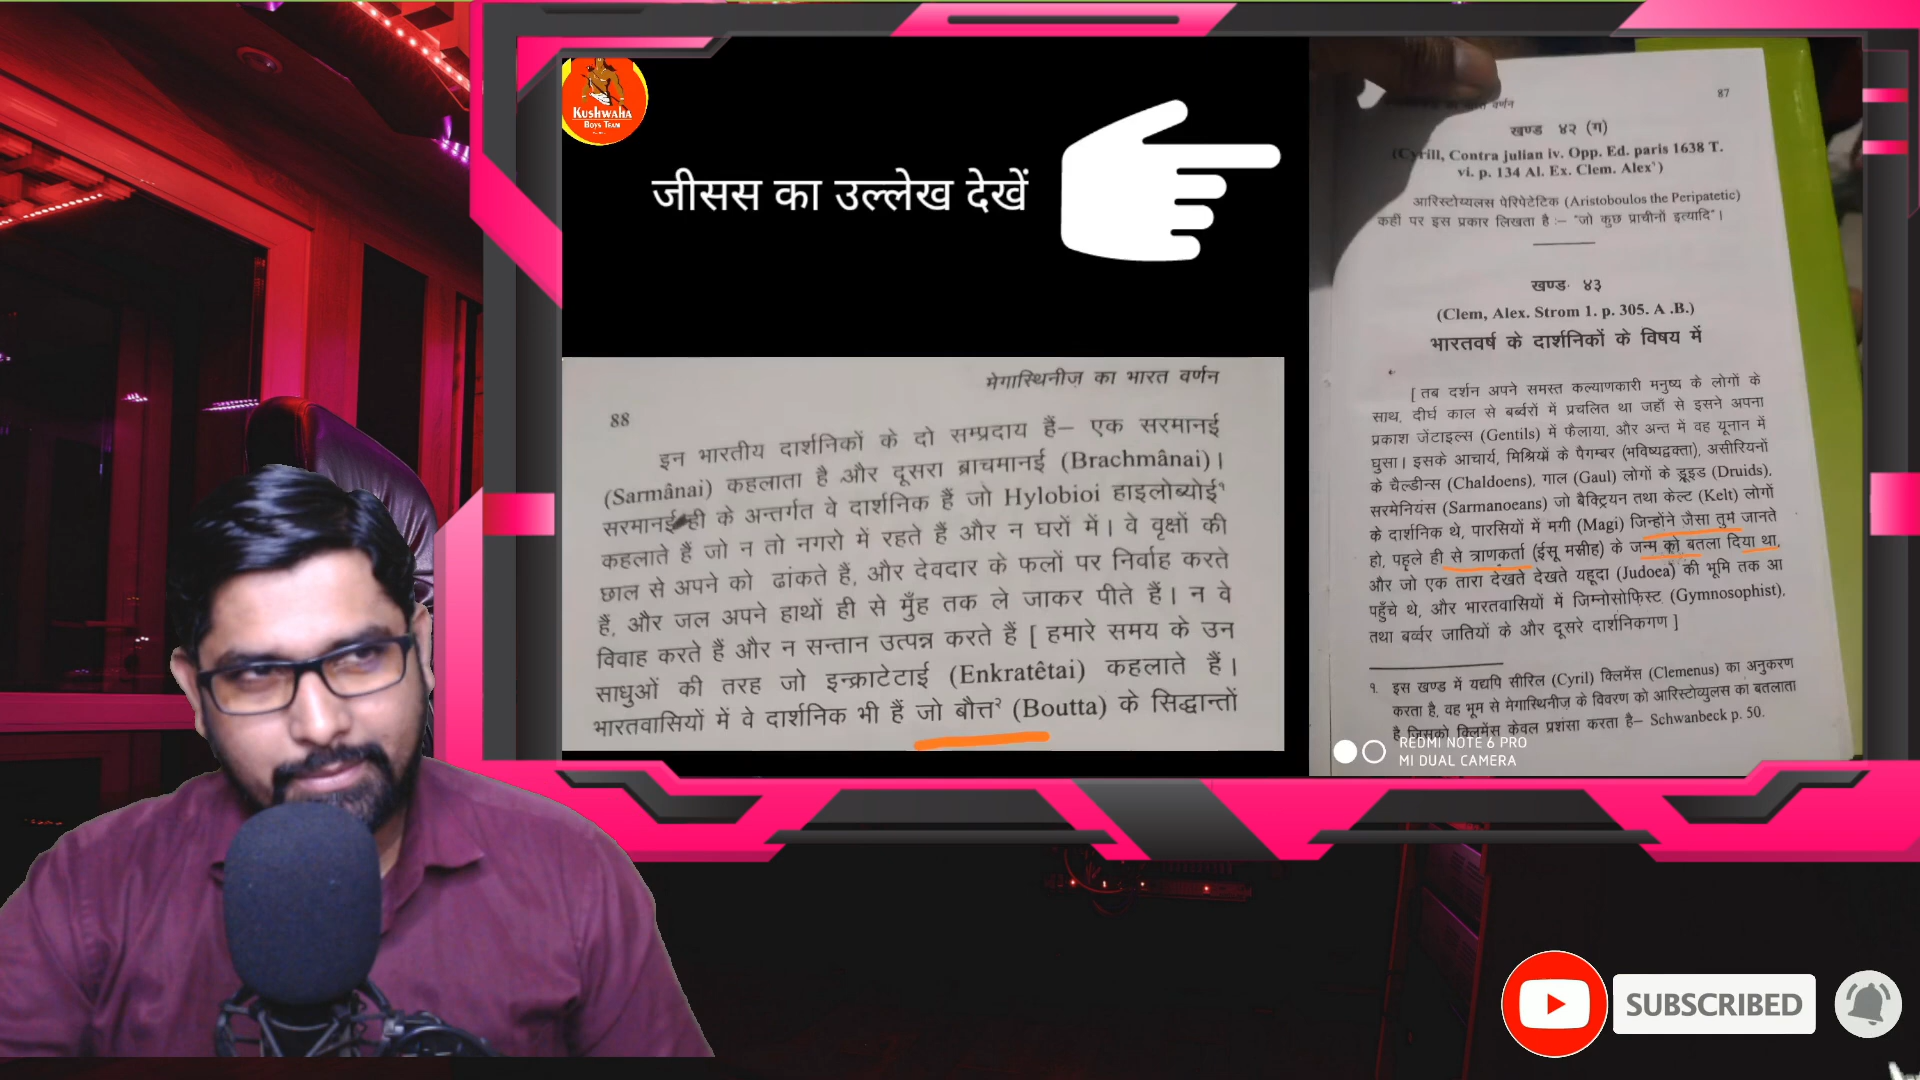 KUSHWAHA
BOYS TEAM
जीसस का उल्लेख देखें
मेगास्थिनीज़ का भारत वर्णन
88
इन भारतीय दार्शनिकों के दो सम्प्रदाय हैं– एक सरमानई
(Sarmânai) कहलाता है और दूसरा ब्राचमानई (Brachmânai)।
सरमानई ही के अन्तर्गत वे दार्शनिक हैं जो Hylobioi हाइलोब्योई¹
कहलाते हैं जो न तो नगरो में रहते हैं और न घरों में। वे वृक्षों की
छाल से अपने को ढांकते हैं, और देवदार के फलों पर निर्वाह करते
हैं, और जल अपने हाथों ही से मुँह तक ले जाकर पीते हैं। न वे
विवाह करते हैं और न सन्तान उत्पन्न करते हैं [ हमारे समय के उन
साधुओं की तरह जो इन्क्राटेटाई (Enkratêtai) कहलाते हैं।
भारतवासियों में वे दार्शनिक भी हैं जो बौत्त² (Boutta) के सिद्धान्तों
वर्णन
87
खण्ड ४२ (ग)
(Cyrill, Contra julian iv. Opp. Ed. paris 1638 T.
vi. p. 134 Al. Ex. Clem. Alex¹)
आरिस्टोय्यलस पेरिपेटेटिक (Aristoboulos the Peripatetic)
कहीं पर इस प्रकार लिखता है :– "जो कुछ प्राचीनों इत्यादि"।
खण्ड ४३
(Clem, Alex. Strom 1. p. 305. A .B.)
भारतवर्ष के दार्शनिकों के विषय में
[ तब दर्शन अपने समस्त कल्याणकारी मनुष्य के लोगों के
साथ, दीर्घ काल से बर्ब्बरों में प्रचलित था जहाँ से इसने अपना
प्रकाश जेंटाइल्स (Gentils) में फैलाया, और अन्त में वह यूनान में
घुसा। इसके आचार्य, मिश्रियों के पैगम्बर (भविष्यद्वक्ता), असीरियनों
के चैल्डीन्स (Chaldoens), गाल (Gaul) लोगों के ड्रूइड (Druids),
सरमेनियंस (Sarmanoeans) जो बैक्ट्रियन तथा केल्ट (Kelt) लोगों
के दार्शनिक थे, पारसियों में मगी (Magi) जिन्होंने जैसा तुम जानते
हो, पहले ही से त्राणकर्ता (ईसू मसीह) के जन्म को बतला दिया था,
और जो एक तारा देखते देखते यहूदा (Judoea) की भूमि तक आ
पहुँचे थे, और भारतवासियों में जिम्नोसोफ़िस्ट (Gymnosophist),
तथा बर्व्वर जातियों के और दूसरे दार्शनिकगण ]
१. इस खण्ड में यद्यपि सीरिल (Cyril) क्लिमेंस (Clemenus) का अनुकरण
करता है, वह भूम से मेगास्थिनीज के विवरण को आरिस्टोव्युलस का बतलाता
है जिसको क्लिमेंस केवल प्रशंसा करता है– Schwanbeck p. 50.
REDMI NOTE 6 PRO
MI DUAL CAMERA
SUBSCRIBED